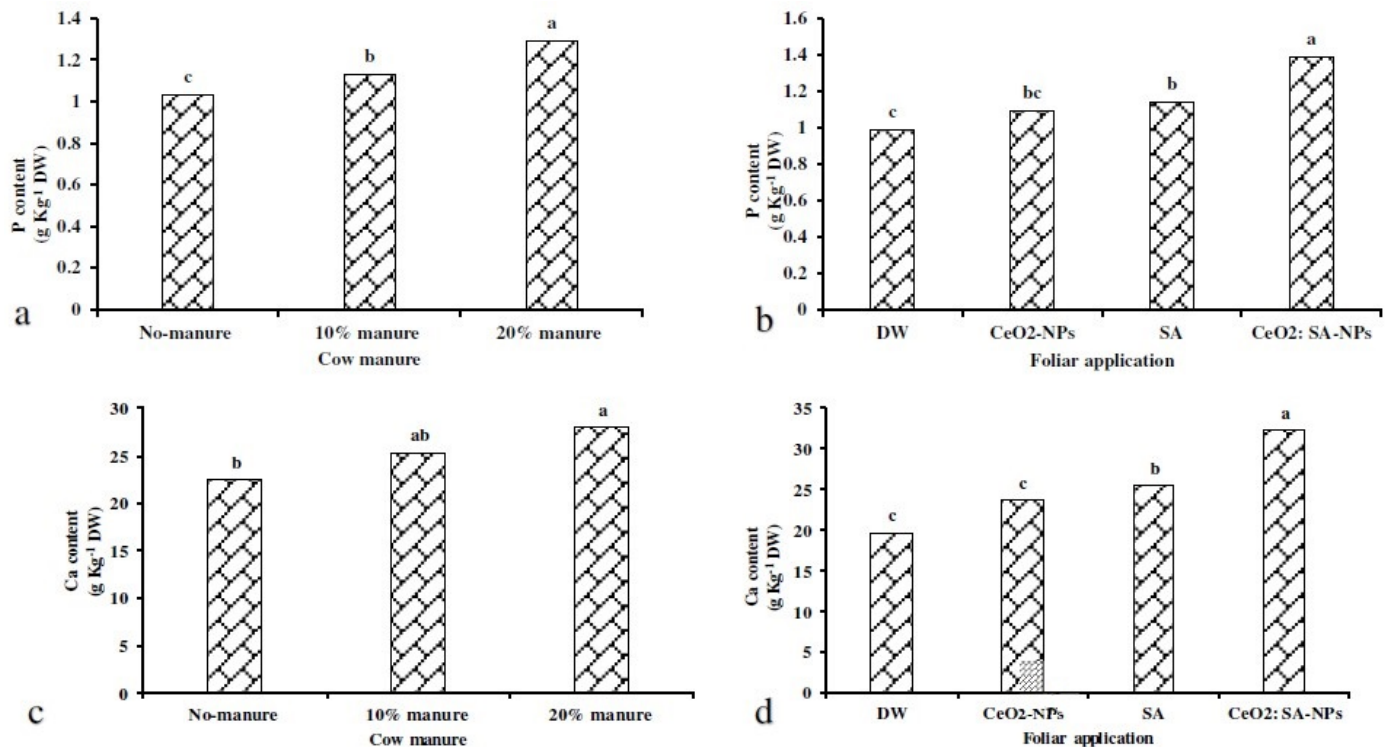 1.4
1.2
1
0.8
0.6
0.4
0.2
0
P content
(g Kg-1 DW)
c
b
a
No-manure
10% manure
20% manure
Cow manure
a
1.6
1.4
1.2
1
0.8
0.6
0.4
0.2
0
P content
(g Kg-1 DW)
c
bc
b
a
DW
CeO2-NPs
SA
CeO2: SA-NPs
Foliar application
b
30
25
20
15
10
5
0
Ca content
(g Kg-1 DW)
b
ab
a
No-manure
10% manure
20% manure
Cow manure
c
35
30
25
20
15
10
5
0
Ca content
(g Kg-1 DW)
c
c
b
a
DW
CeO2-NPs
SA
CeO2: SA-NPs
Foliar application
d